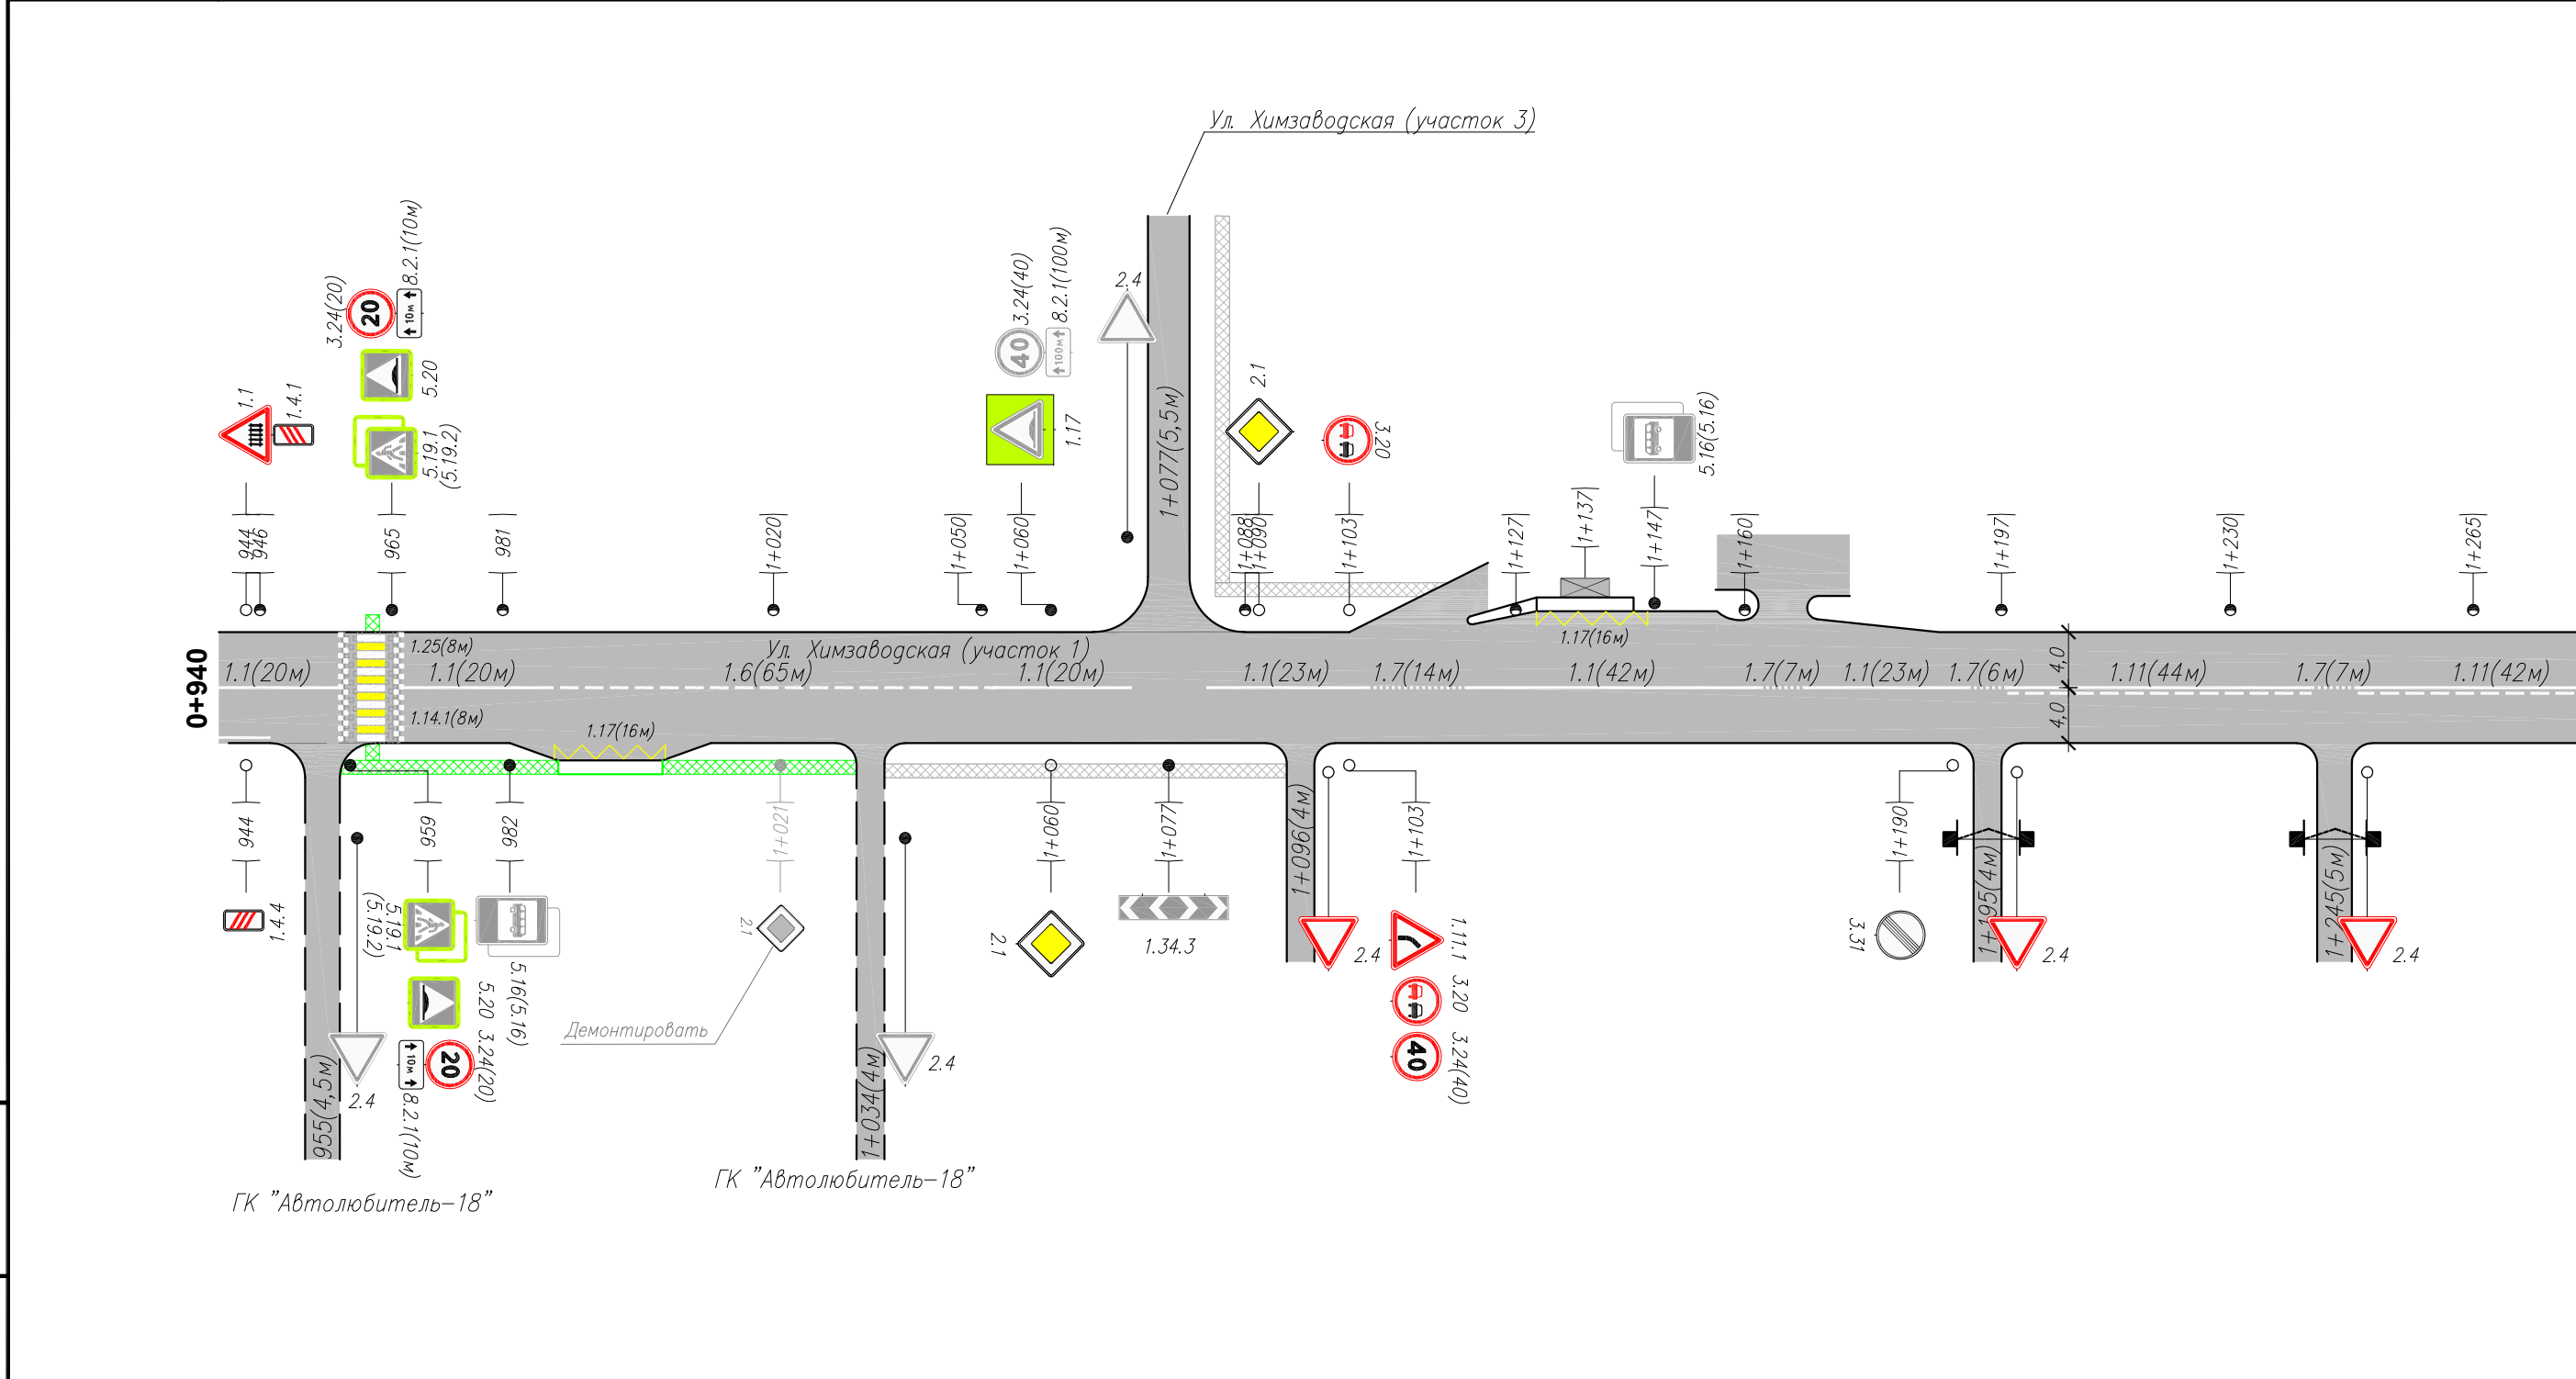 Ул. Химзаводская (участок 3)
3.24(20)
20
10м
8.2.1(10м)
5.20
1.1
1.4.1
5.19.1
(5.19.2)
3.24(40)
40
100м
8.2.1(100м)
1.17
2.4
1+077(5,5м)
2.1
3.20
5.16(5.16)
944
946
965
981
1+020
1+050
1+060
1+088
1+090
1+103
1+127
1+137
1+147
1+160
1+197
1+230
1+265
0+940
1.25(8м)
Ул. Химзаводская (участок 1)
1.17(16м)
1.1(20м)
1.1(20м)
1.6(65м)
1.1(20м)
1.1(23м)
1.7(14м)
1.1(42м)
1.7(7м)
1.1(23м)
1.7(6м)
4,0
1.11(44м)
1.7(7м)
1.11(42м)
1.14.1(8м)
1.17(16м)
4,0
944
959
982
1+021
1+060
1+077
1+096(4м)
1+103
1+190
1+195(4м)
1+245(5м)
1.4.4
5.19.1
(5.19.2)
5.16(5.16)
2.1
2.1
1.34.3
2.4
1.11.1
3.20
3.24(40)
40
3.31
2.4
2.4
5.20
3.24(20)
20
10м
8.2.1(10м)
Демонтировать
2.4
2.4
955(4,5м)
1+034(4м)
ГК "Автолюбитель-18"
ГК "Автолюбитель-18"